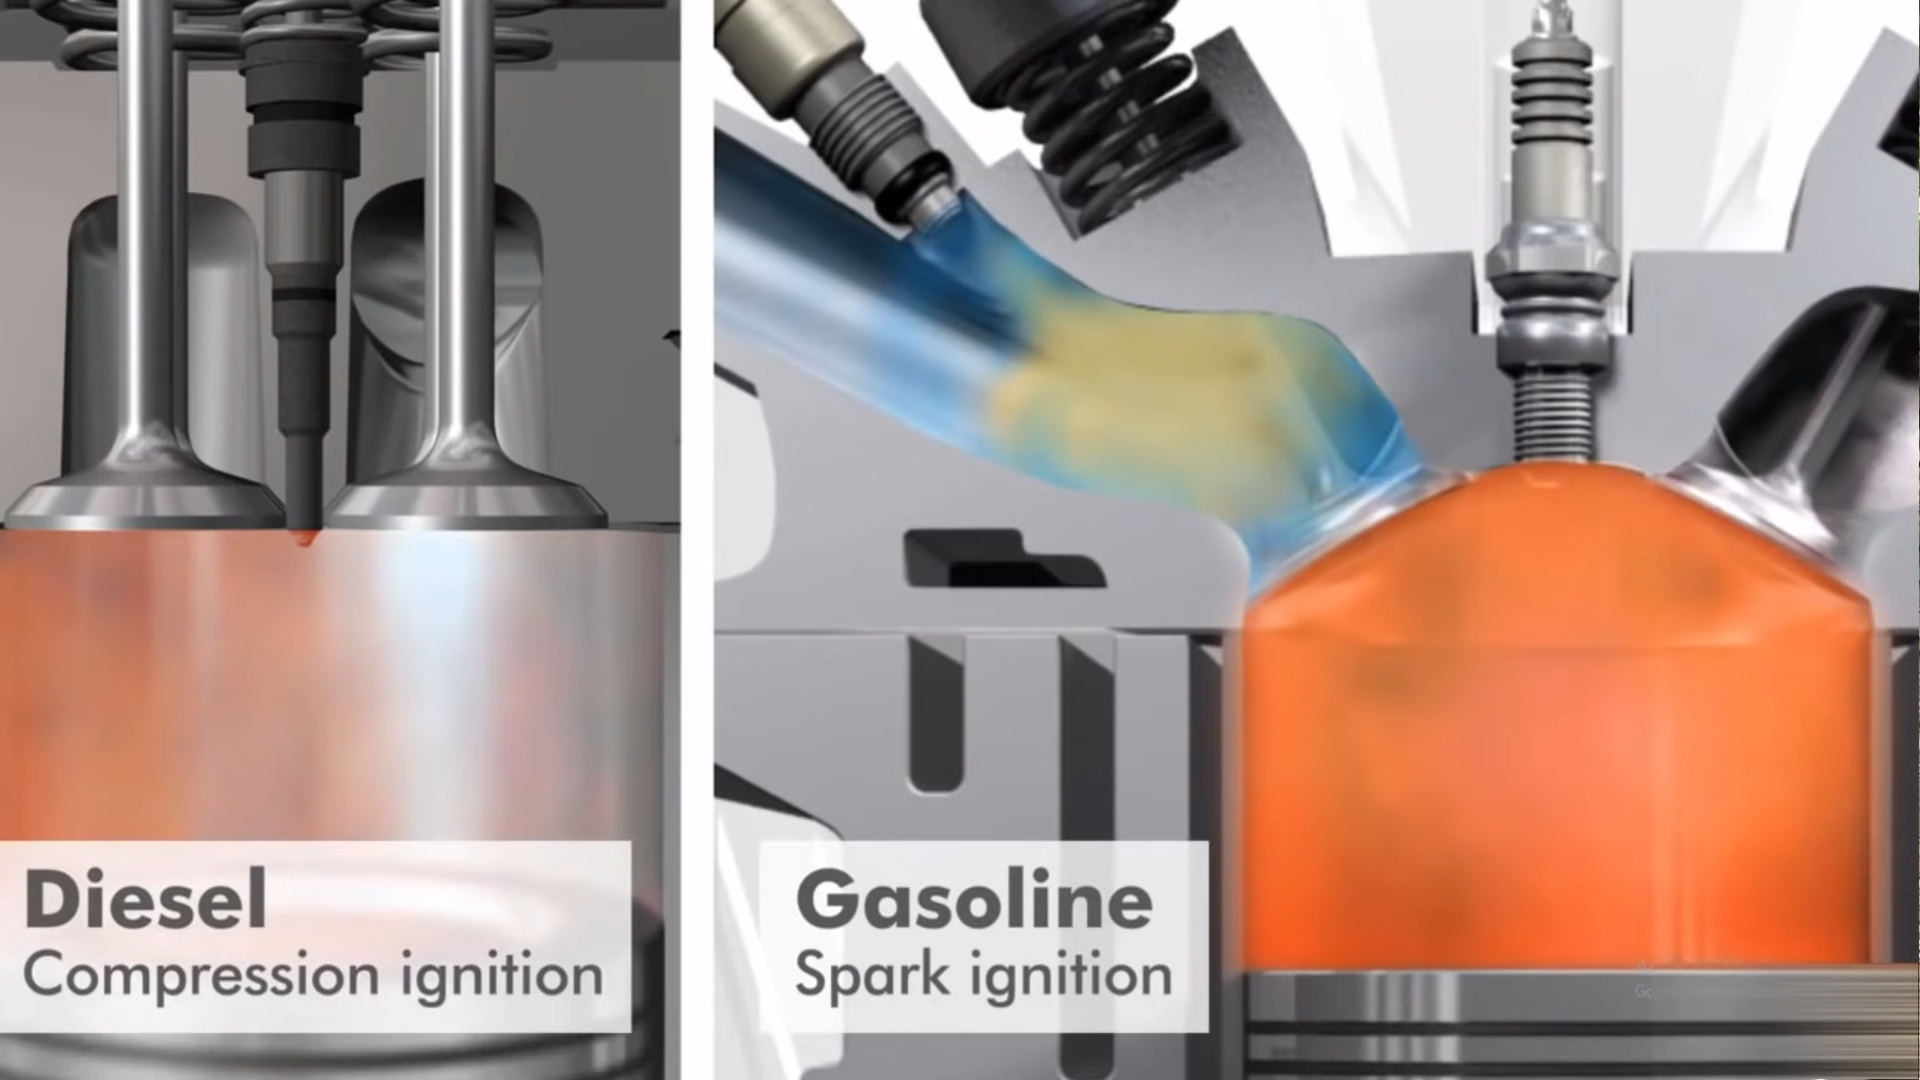 Diesel
Compression ignition
Gasoline
Spark ignition